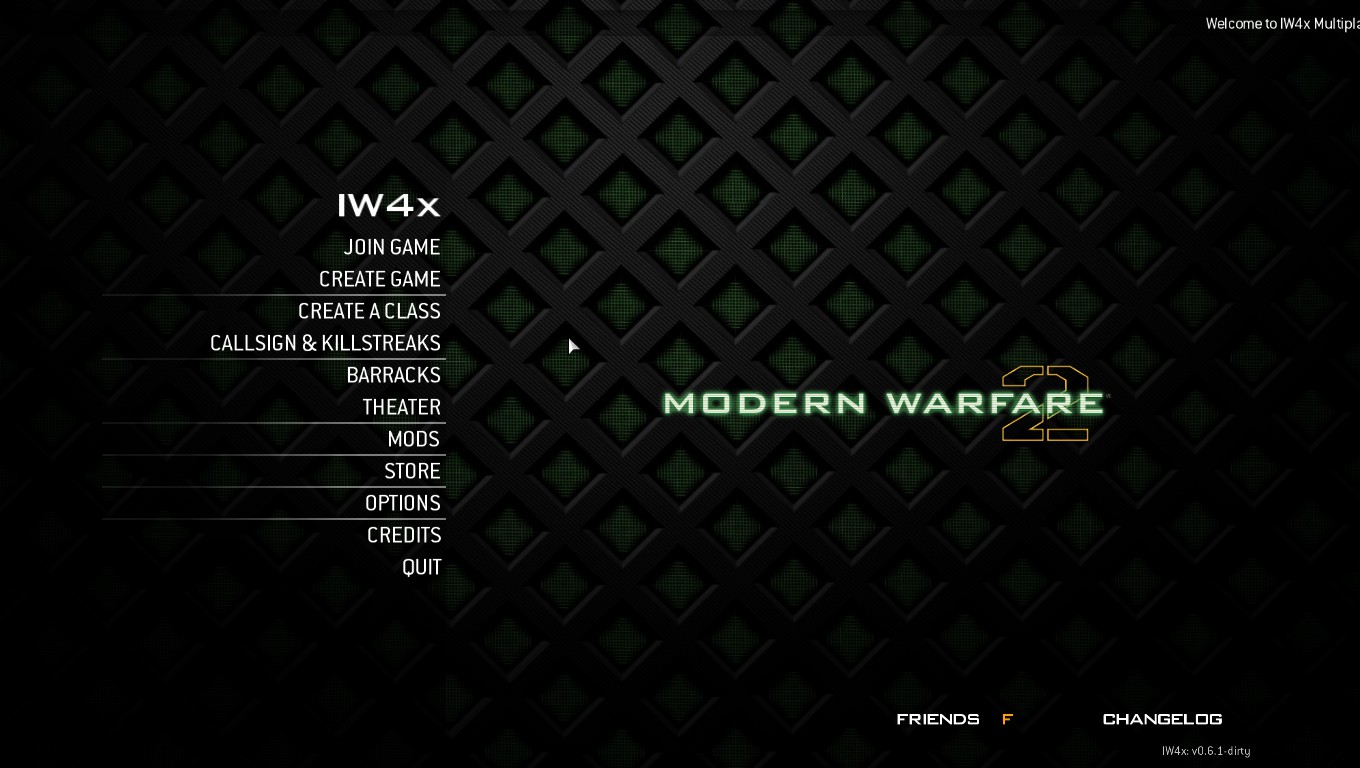 Welcome to IW4x Multipla
IW4x
JOIN GAME
CREATE GAME
CREATE A CLASS
CALLSIGN & KILLSTREAKS
BARRACKS
THEATER
MODS
STORE
OPTIONS
CREDITS
QUIT
MODERN WARFARE
2
FRIENDS F
CHANGELOG
IW4x: v0.6.1-dirty